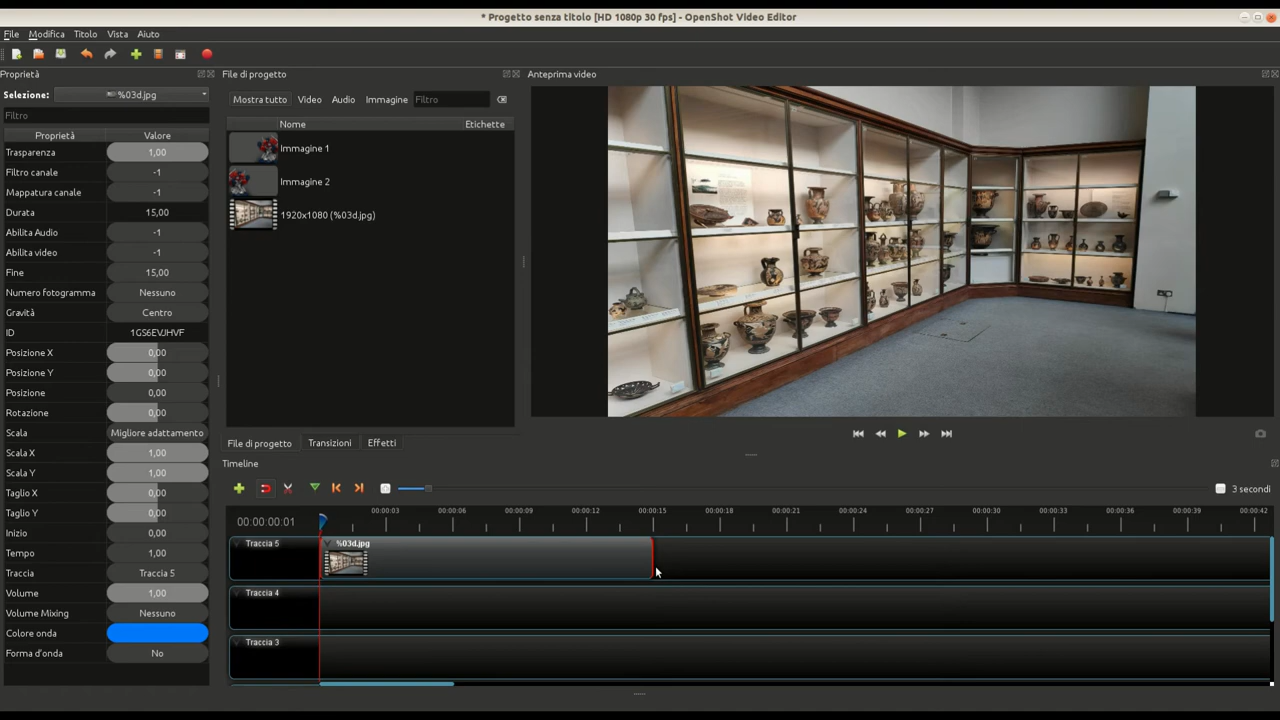 * Progetto senza titolo [HD 1080p 30 fps] - OpenShot Video Editor
File Modifica Titolo Vista Aiuto
Proprietà
Selezione: %03d.jpg
Filtro
Proprietà Valore
Trasparenza 1,00
Filtro canale -1
Mappatura canale -1
Durata 15,00
Abilita Audio -1
Abilita video -1
Fine 15,00
Numero fotogramma Nessuno
Gravità Centro
ID 1GS6EVJHVF
Posizione X 0,00
Posizione Y 0,00
Posizione 0,00
Rotazione 0,00
Scala Migliore adattamento
Scala X 1,00
Scala Y 1,00
Taglio X 0,00
Taglio Y 0,00
Inizio 0,00
Tempo 1,00
Traccia Traccia 5
Volume 1,00
Volume Mixing Nessuno
Colore onda
Forma d'onda No
File di progetto
Mostra tutto Video Audio Immagine Filtro
Nome Etichette
Immagine 1
Immagine 2
1920x1080 (%03d.jpg)
File di progetto Transizioni Effetti
Anteprima video
Timeline
3 secondi
00:00:00:01
00:00:03 00:00:06 00:00:09 00:00:12 00:00:15 00:00:18 00:00:21 00:00:24 00:00:27 00:00:30 00:00:33 00:00:36 00:00:39 00:00:42
Traccia 5 %03d.jpg
Traccia 4
Traccia 3